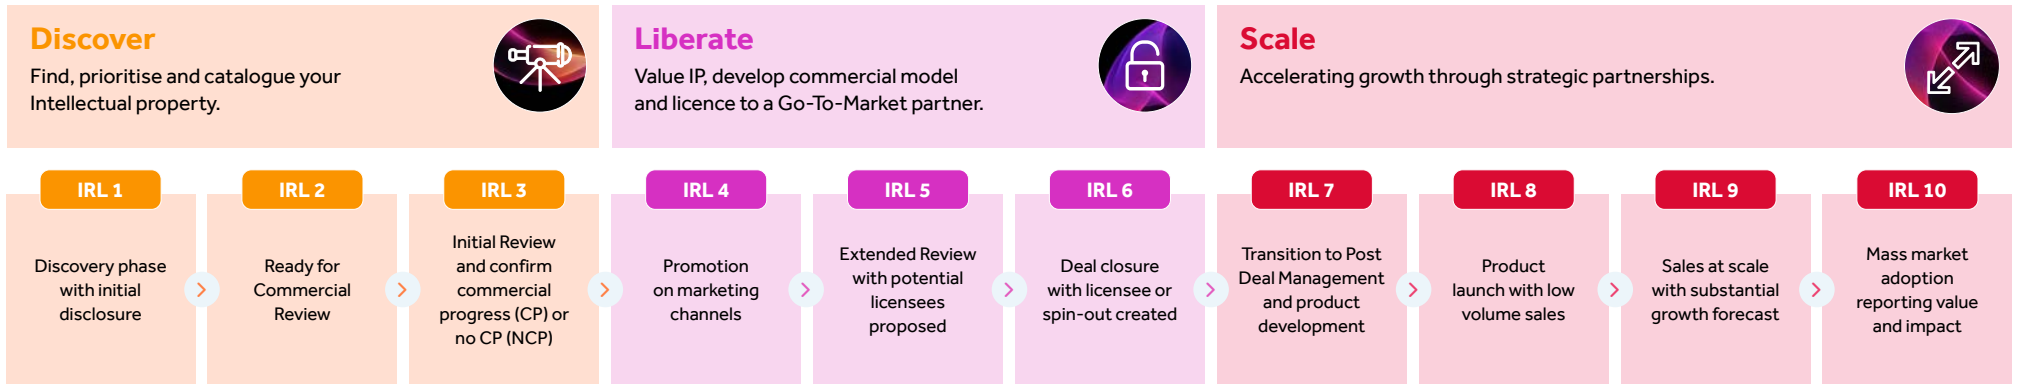 Discover
Find, prioritise and catalogue your
Intellectual property.
Liberate
Value IP, develop commercial model
and licence to a Go-To-Market partner.
Scale
Accelerating growth through strategic partnerships.
IRL 1
Discovery phase
with initial
disclosure
IRL 2
Ready for
Commercial
Review
IRL 3
Initial Review
and confirm
commercial
progress (CP) or
no CP (NCP)
IRL 4
Promotion
on marketing
channels
IRL 5
Extended Review
with potential
licensees
proposed
IRL 6
Deal closure
with licensee or
spin-out created
IRL 7
Transition to Post
Deal Management
and product
development
IRL 8
Product
launch with low
volume sales
IRL 9
Sales at scale
with substantial
growth forecast
IRL 10
Mass market
adoption
reporting value
and impact